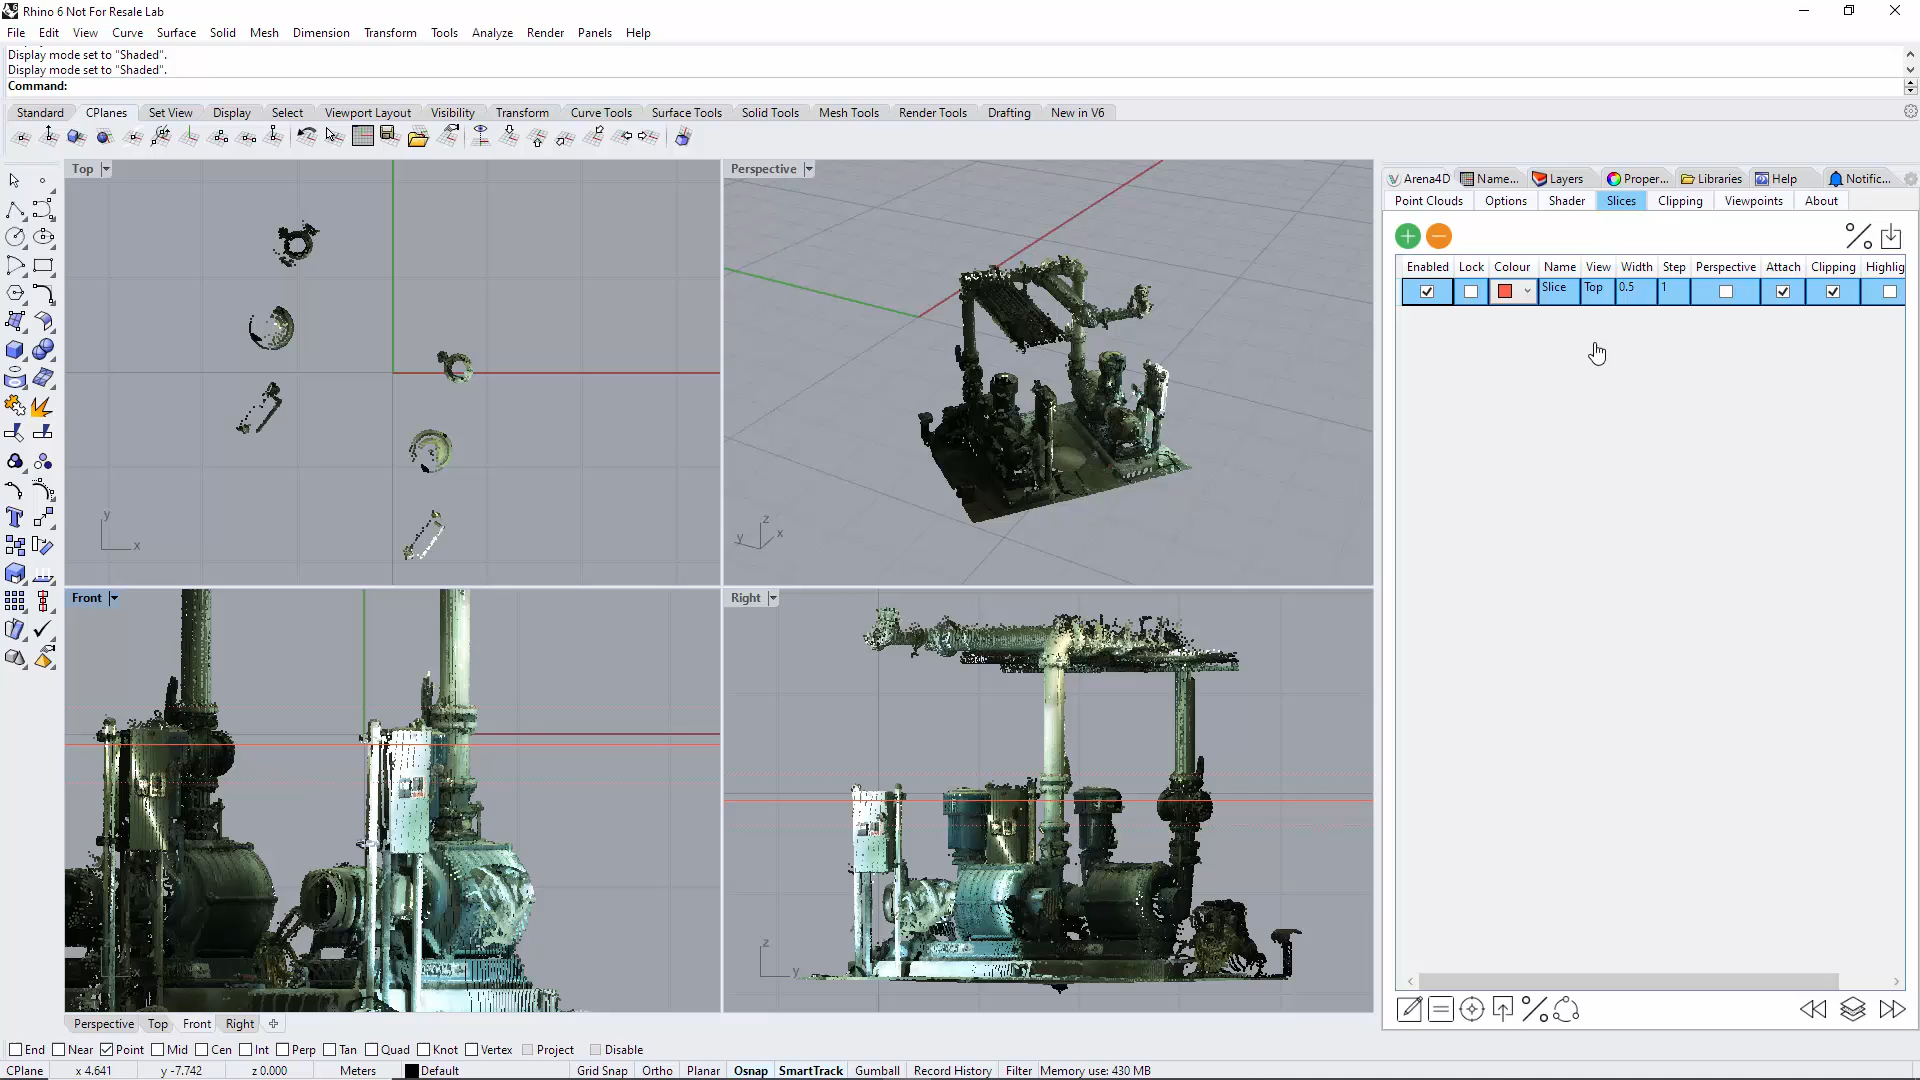 Rhino 6 Not For Resale Lab
File Edit View Curve Surface Solid Mesh Dimension Transform Tools Analyze Render Panels Help
Display mode set to "Shaded".
Display mode set to "Shaded".
Command:
Standard CPlanes Set View Display Select Viewport Layout Visibility Transform Curve Tools Surface Tools Solid Tools Mesh Tools Render Tools Drafting New in V6
Top
Perspective
Arena4D Name... Layers Proper... Libraries Help Notific...
Point Clouds Options Shader Slices Clipping Viewpoints About
Enabled Lock Colour Name View Width Step Perspective Attach Clipping Highlig
Slice Top 0.5 1
y x
z y x
Front
Right
z y
Perspective Top Front Right
End Near Point Mid Cen Int Perp Tan Quad Knot Vertex Project Disable
CPlane x 4.641 y -7.742 z 0.000 Meters Default Grid Snap Ortho Planar Osnap SmartTrack Gumball Record History Filter Memory use: 430 MB